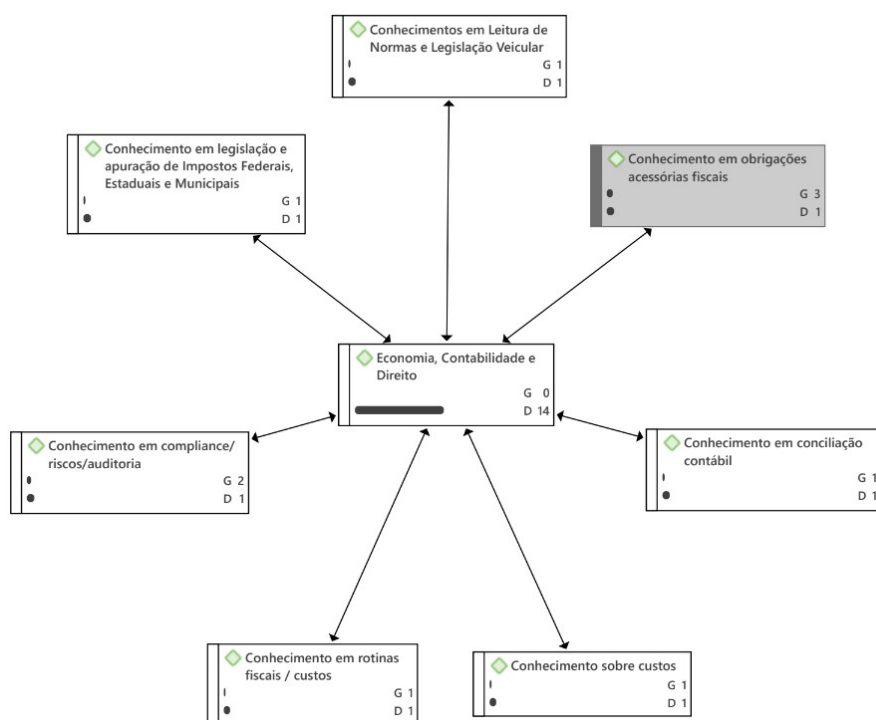 Conhecimentos em Leitura de
Normas e Legislação Veicular
G 1
D 1
Conhecimento em legislação e
apuração de Impostos Federais,
Estaduais e Municipais
G 1
D 1
Conhecimento em obrigações
acessórias fiscais
G 3
D 1
Economia, Contabilidade e
Direito
G 0
D 14
Conhecimento em compliance/
riscos/auditoria
G 2
D 1
Conhecimento em conciliação
contábil
G 1
D 1
Conhecimento em rotinas
fiscais / custos
G 1
D 1
Conhecimento sobre custos
G 1
D 1